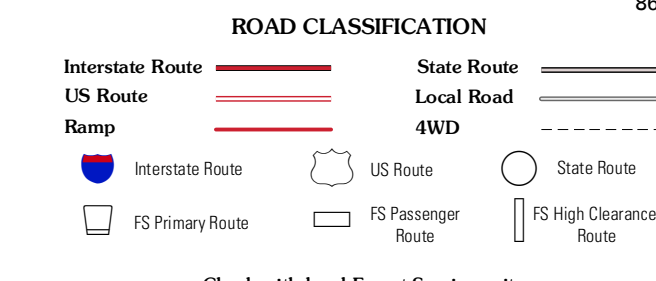 86
ROAD CLASSIFICATION
Interstate Route State Route
US Route Local Road
Ramp 4WD
Interstate Route US Route State Route
FS Primary Route FS Passenger Route FS High Clearance Route